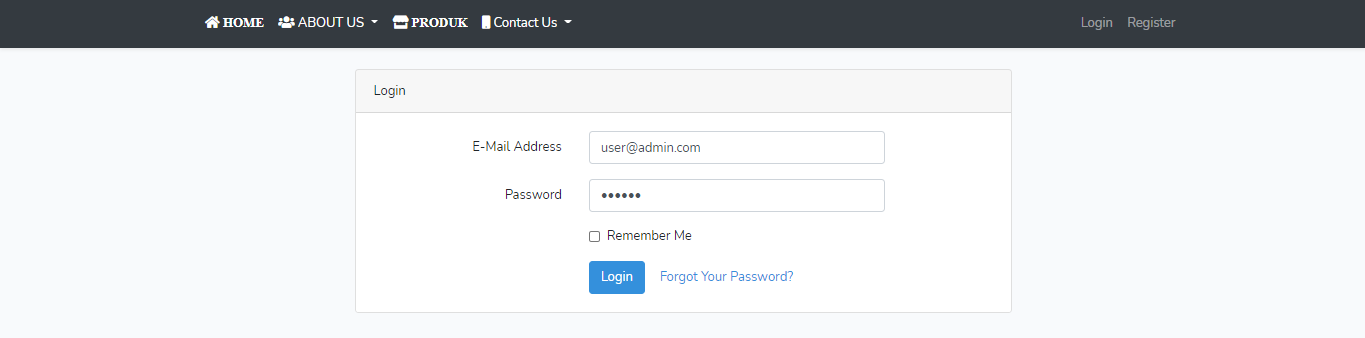 HOME ABOUT US PRODUK Contact Us Login Register
Login
E-Mail Address user@admin.com
Password ••••••
Remember Me
Login Forgot Your Password?